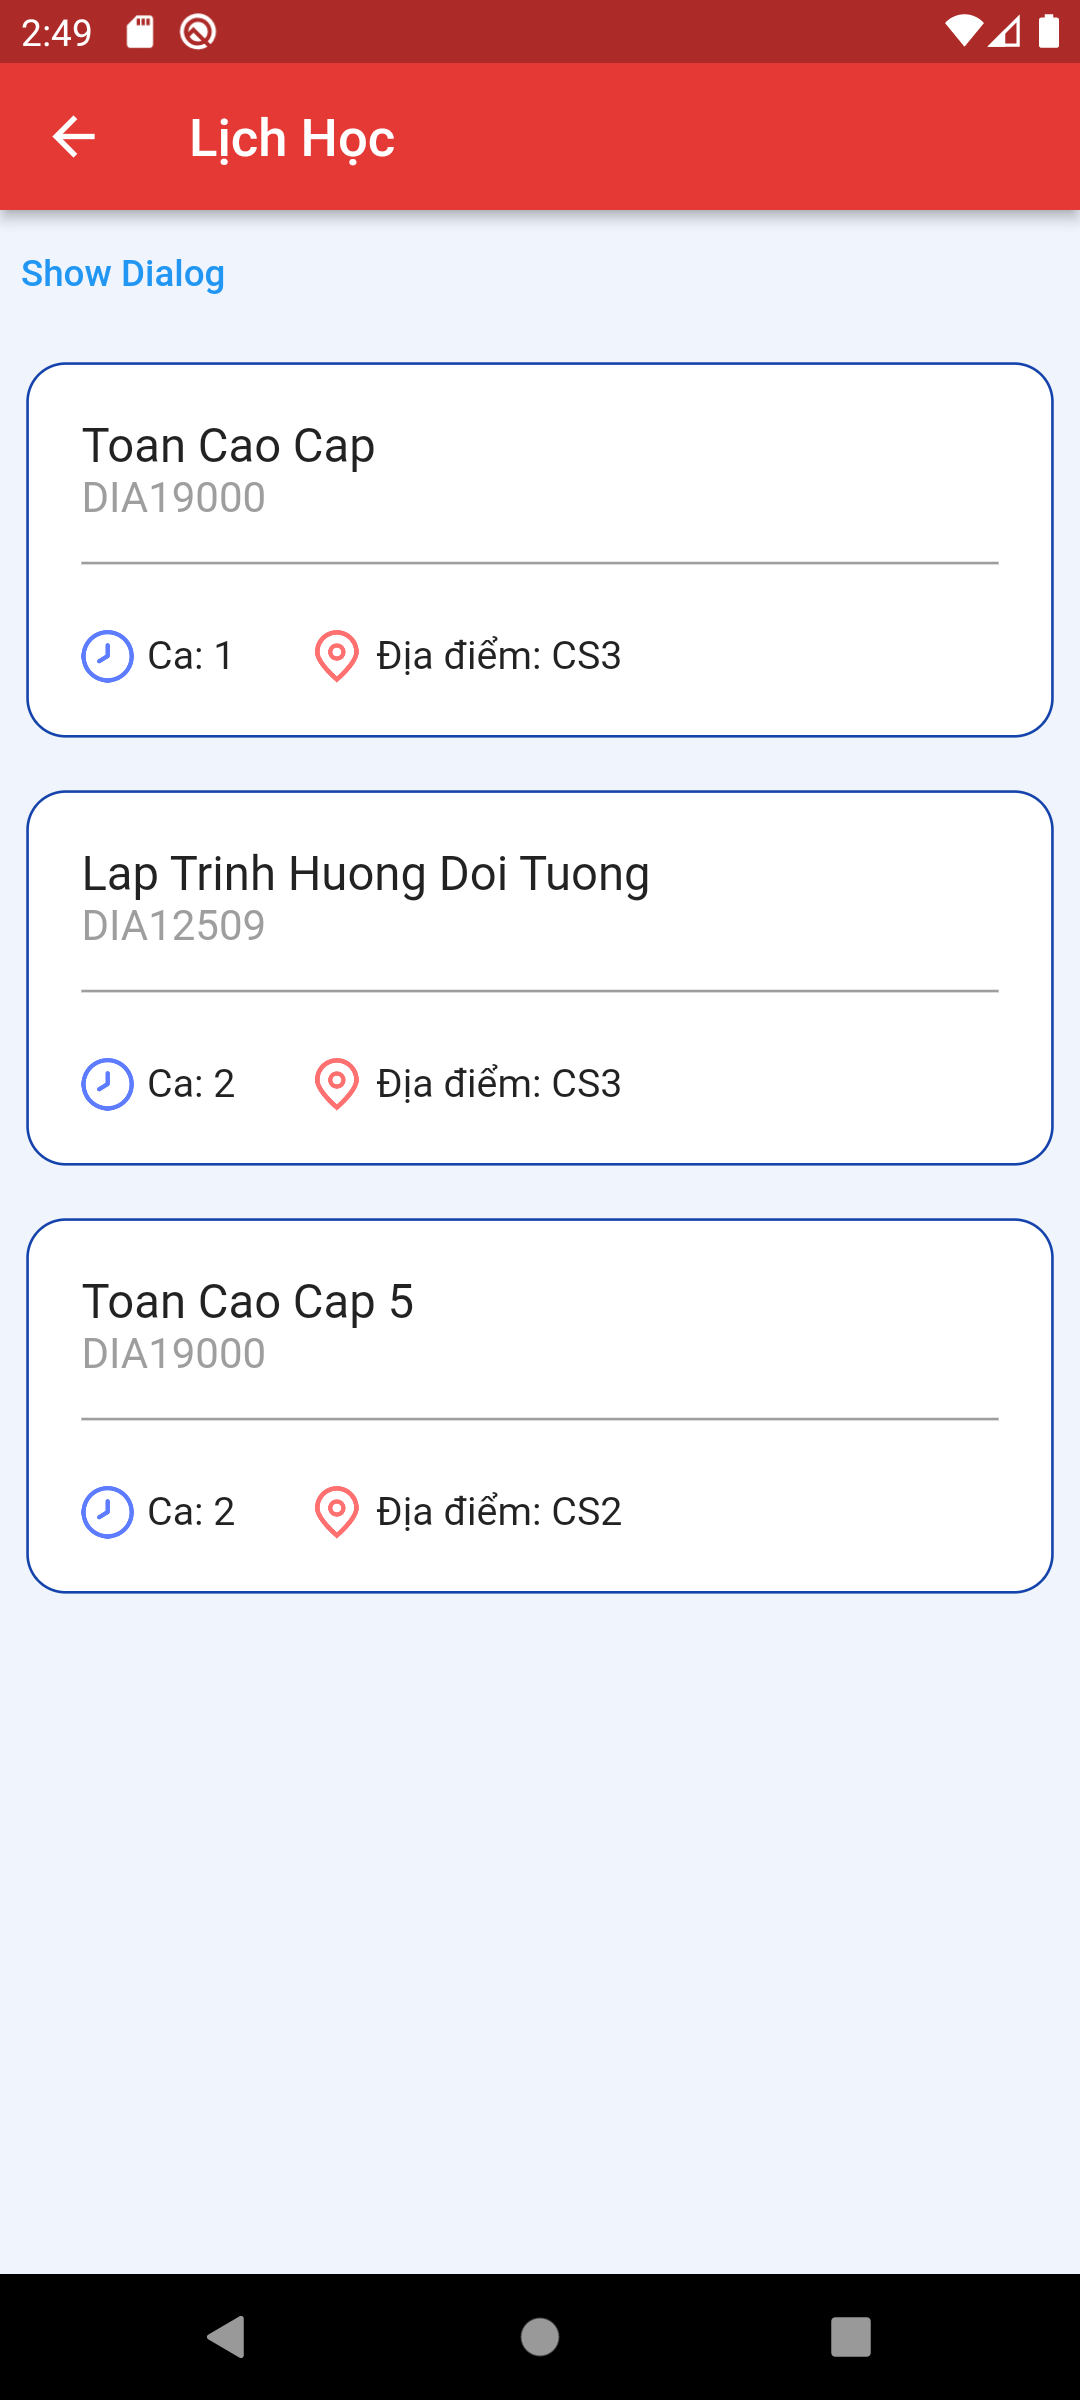 2:49
Lịch Học
Show Dialog
Toan Cao Cap
DIA19000
Ca: 1 Địa điểm: CS3
Lap Trinh Huong Doi Tuong
DIA12509
Ca: 2 Địa điểm: CS3
Toan Cao Cap 5
DIA19000
Ca: 2 Địa điểm: CS2